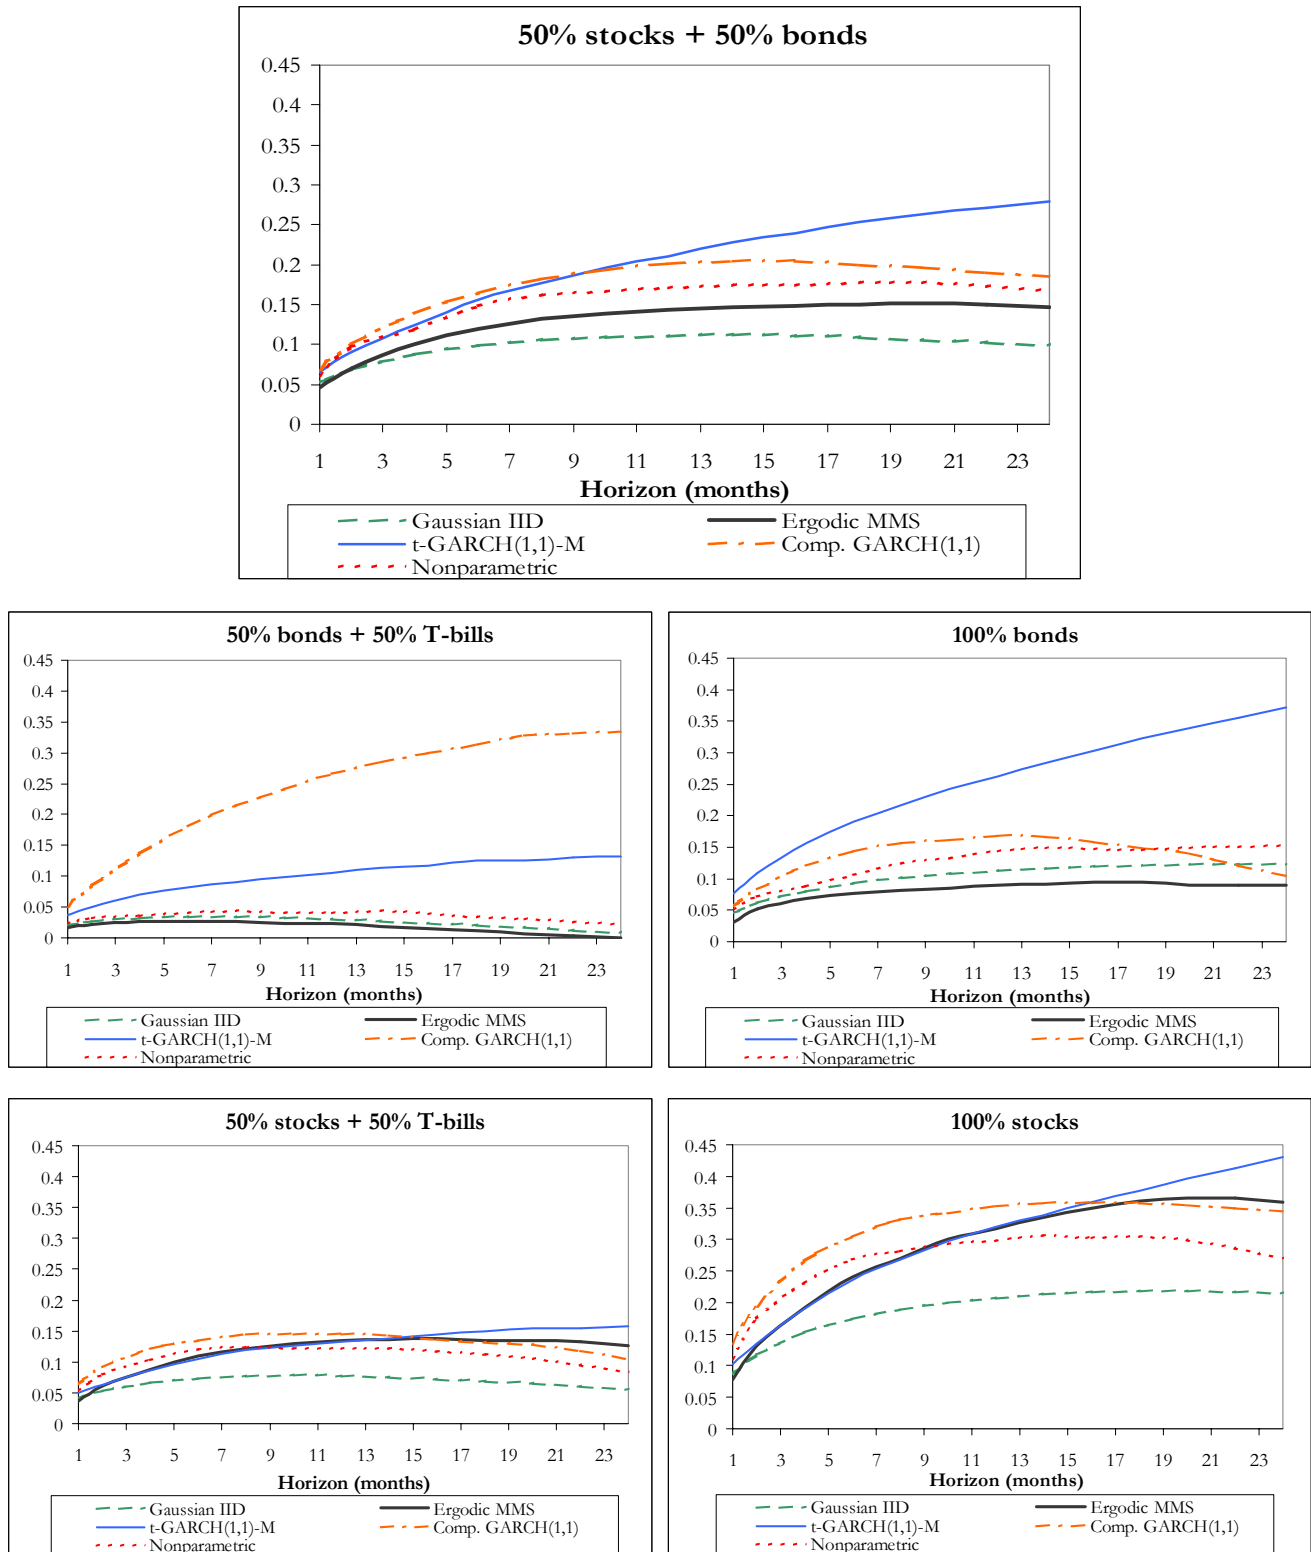 50% stocks + 50% bonds
0.45
0.4
0.35
0.3
0.25
0.2
0.15
0.1
0.05
0
1 3 5 7 9 11 13 15 17 19 21 23
Horizon (months)
Gaussian IID Ergodic MMS
t-GARCH(1,1)-M Comp. GARCH(1,1)
Nonparametric
50% bonds + 50% T-bills
0.45
0.4
0.35
0.3
0.25
0.2
0.15
0.1
0.05
0
1 3 5 7 9 11 13 15 17 19 21 23
Horizon (months)
Gaussian IID Ergodic MMS
t-GARCH(1,1)-M Comp. GARCH(1,1)
Nonparametric
100% bonds
0.45
0.4
0.35
0.3
0.25
0.2
0.15
0.1
0.05
0
1 3 5 7 9 11 13 15 17 19 21 23
Horizon (months)
Gaussian IID Ergodic MMS
t-GARCH(1,1)-M Comp. GARCH(1,1)
Nonparametric
50% stocks + 50% T-bills
0.45
0.4
0.35
0.3
0.25
0.2
0.15
0.1
0.05
0
1 3 5 7 9 11 13 15 17 19 21 23
Horizon (months)
Gaussian IID Ergodic MMS
t-GARCH(1,1)-M Comp. GARCH(1,1)
Nonparametric
100% stocks
0.45
0.4
0.35
0.3
0.25
0.2
0.15
0.1
0.05
0
1 3 5 7 9 11 13 15 17 19 21 23
Horizon (months)
Gaussian IID Ergodic MMS
t-GARCH(1,1)-M Comp. GARCH(1,1)
Nonparametric